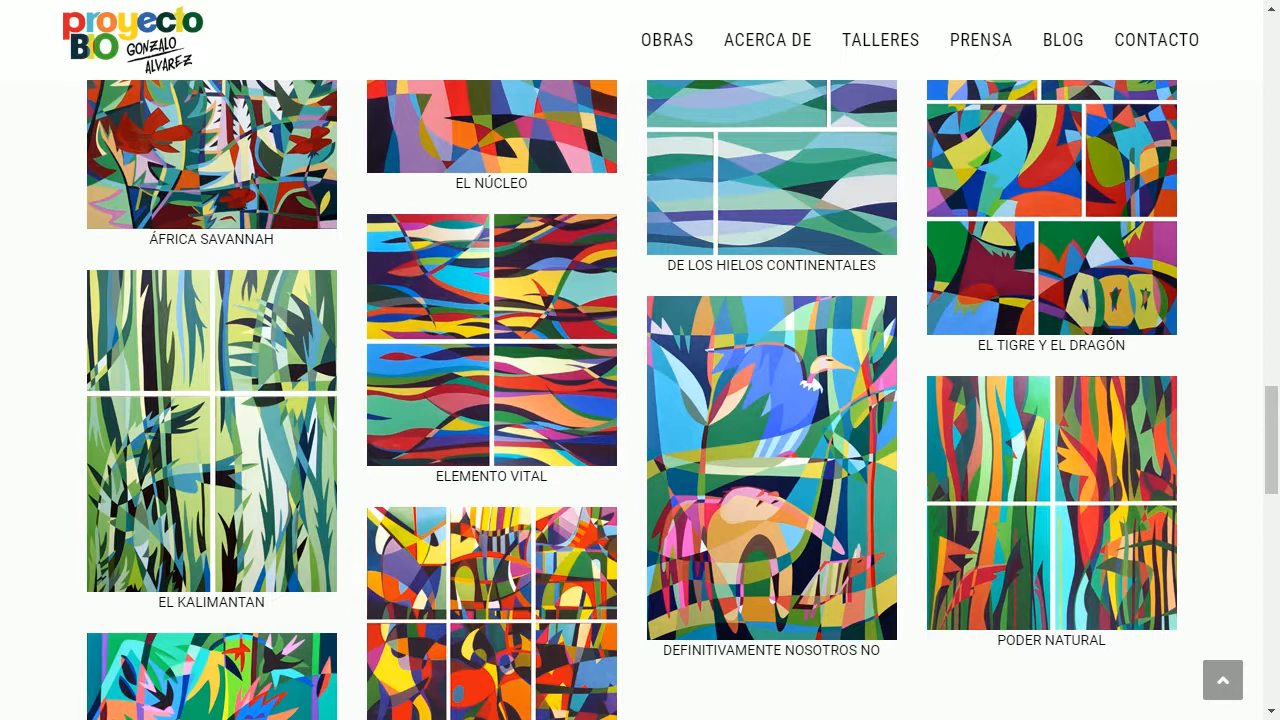 proyecto
BIO GONZALO
ALVAREZ
OBRAS ACERCA DE TALLERES PRENSA BLOG CONTACTO
EL NÚCLEO
ÁFRICA SAVANNAH
DE LOS HIELOS CONTINENTALES
EL TIGRE Y EL DRAGÓN
ELEMENTO VITAL
EL KALIMANTAN
PODER NATURAL
DEFINITIVAMENTE NOSOTROS NO